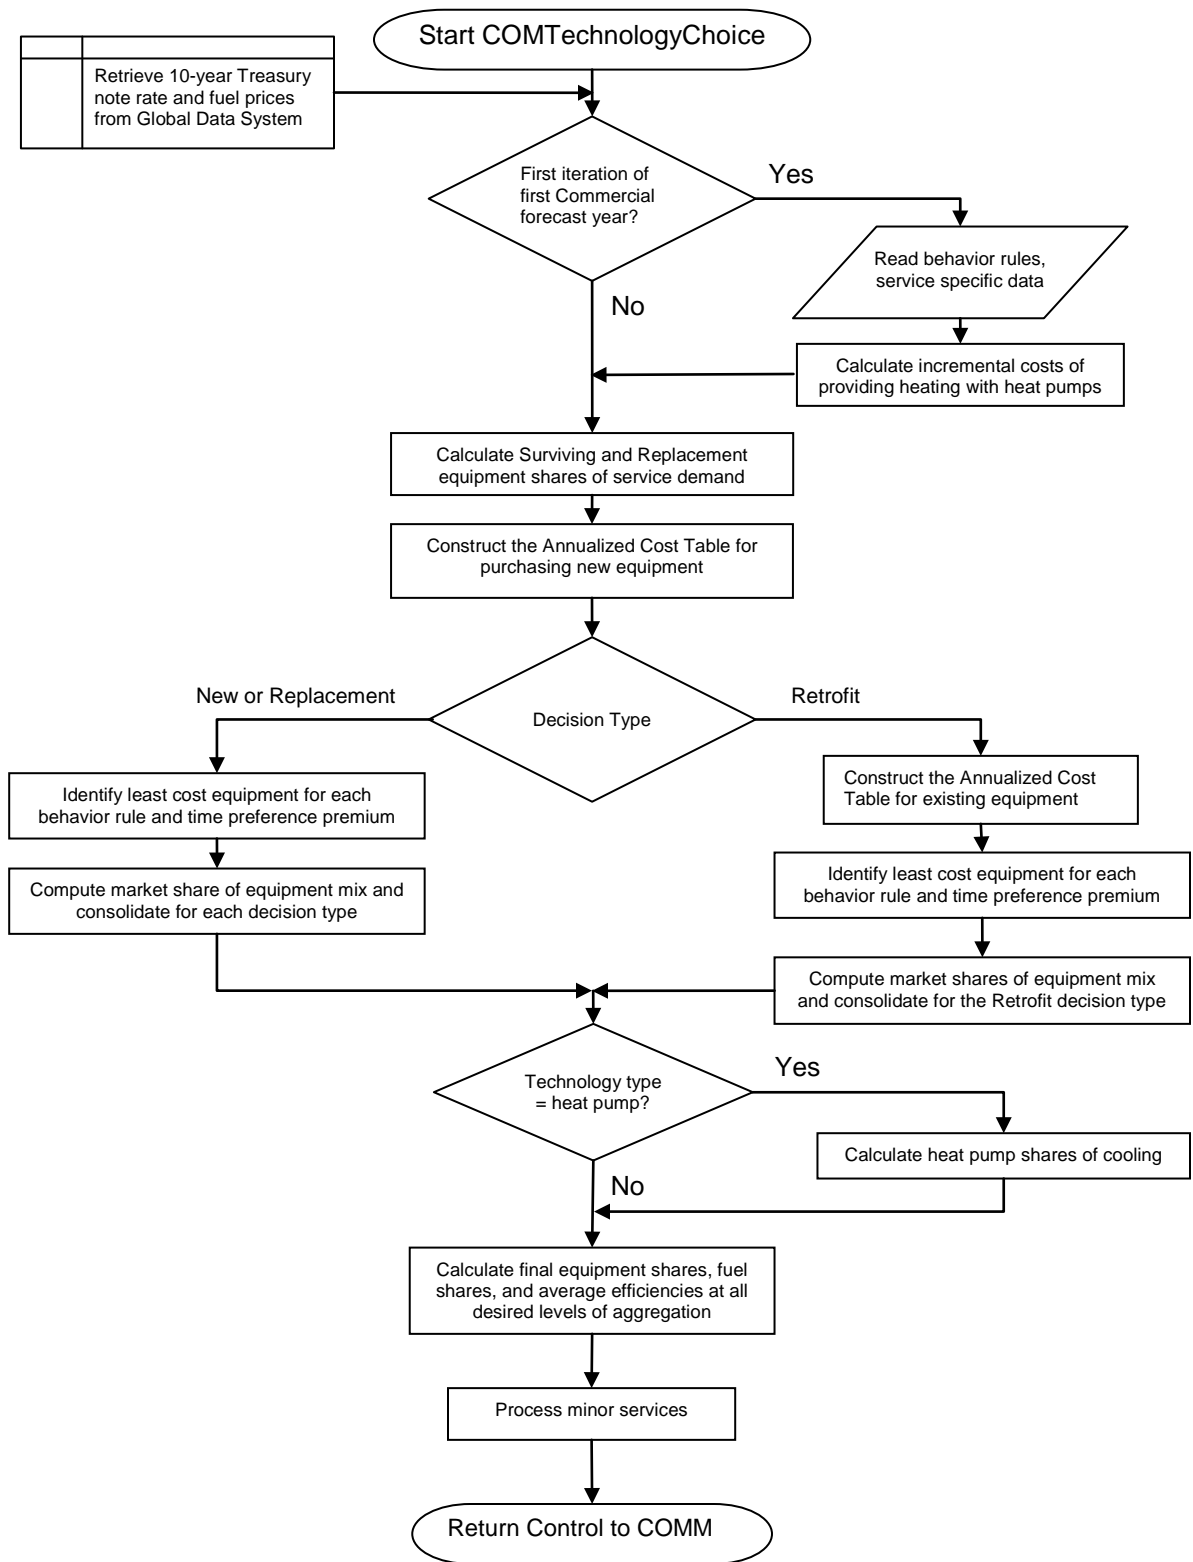 Start COMTechnologyChoice
Retrieve 10-year Treasury
note rate and fuel prices
from Global Data System
First iteration of
first Commercial
forecast year?
Yes
Read behavior rules,
service specific data
No
Calculate incremental costs of
providing heating with heat pumps
Calculate Surviving and Replacement
equipment shares of service demand
Construct the Annualized Cost Table for
purchasing new equipment
Decision Type
New or Replacement
Retrofit
Identify least cost equipment for each
behavior rule and time preference premium
Compute market share of equipment mix and
consolidate for each decision type
Construct the Annualized Cost
Table for existing equipment
Identify least cost equipment for each
behavior rule and time preference premium
Compute market shares of equipment mix
and consolidate for the Retrofit decision type
Technology type
= heat pump?
Yes
Calculate heat pump shares of cooling
No
Calculate final equipment shares, fuel
shares, and average efficiencies at all
desired levels of aggregation
Process minor services
Return Control to COMM